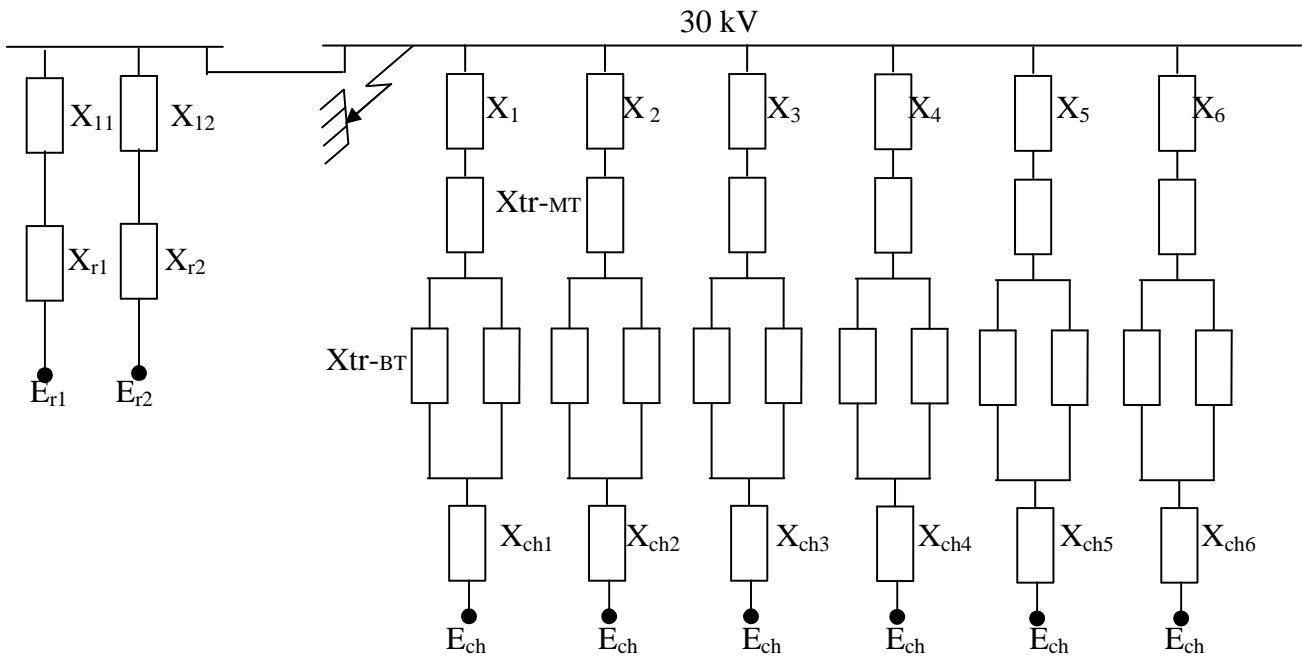 30 kV
X11 X12 X1 X 2 X3 X4 X5 X6
Xtr-MT
Xr1 Xr2
Xtr-BT
Er1 Er2
Xch1 Xch2 Xch3 Xch4 Xch5 Xch6
Ech Ech Ech Ech Ech Ech